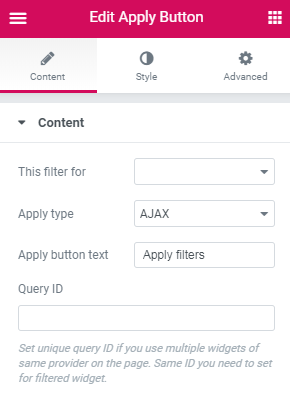 Edit Apply Button
Content Style Advanced
Content
This filter for
Apply type AJAX
Apply button text Apply filters
Query ID
Set unique query ID if you use multiple widgets of
same provider on the page. Same ID you need to set
for filtered widget.